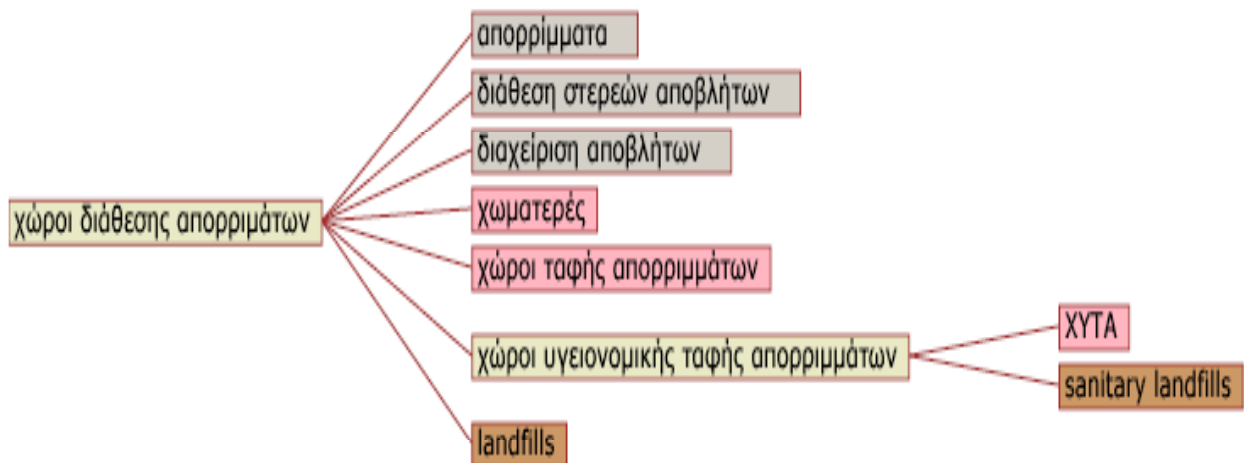 απορρίμματα
διάθεση στερεών αποβλήτων
διαχείριση αποβλήτων
χώροι διάθεσης απορριμάτων
χωματερές
χώροι ταφής απορριμμάτων
χώροι υγειονομικής ταφής απορριμμάτων
ΧΥΤΑ
sanitary landfills
landfills